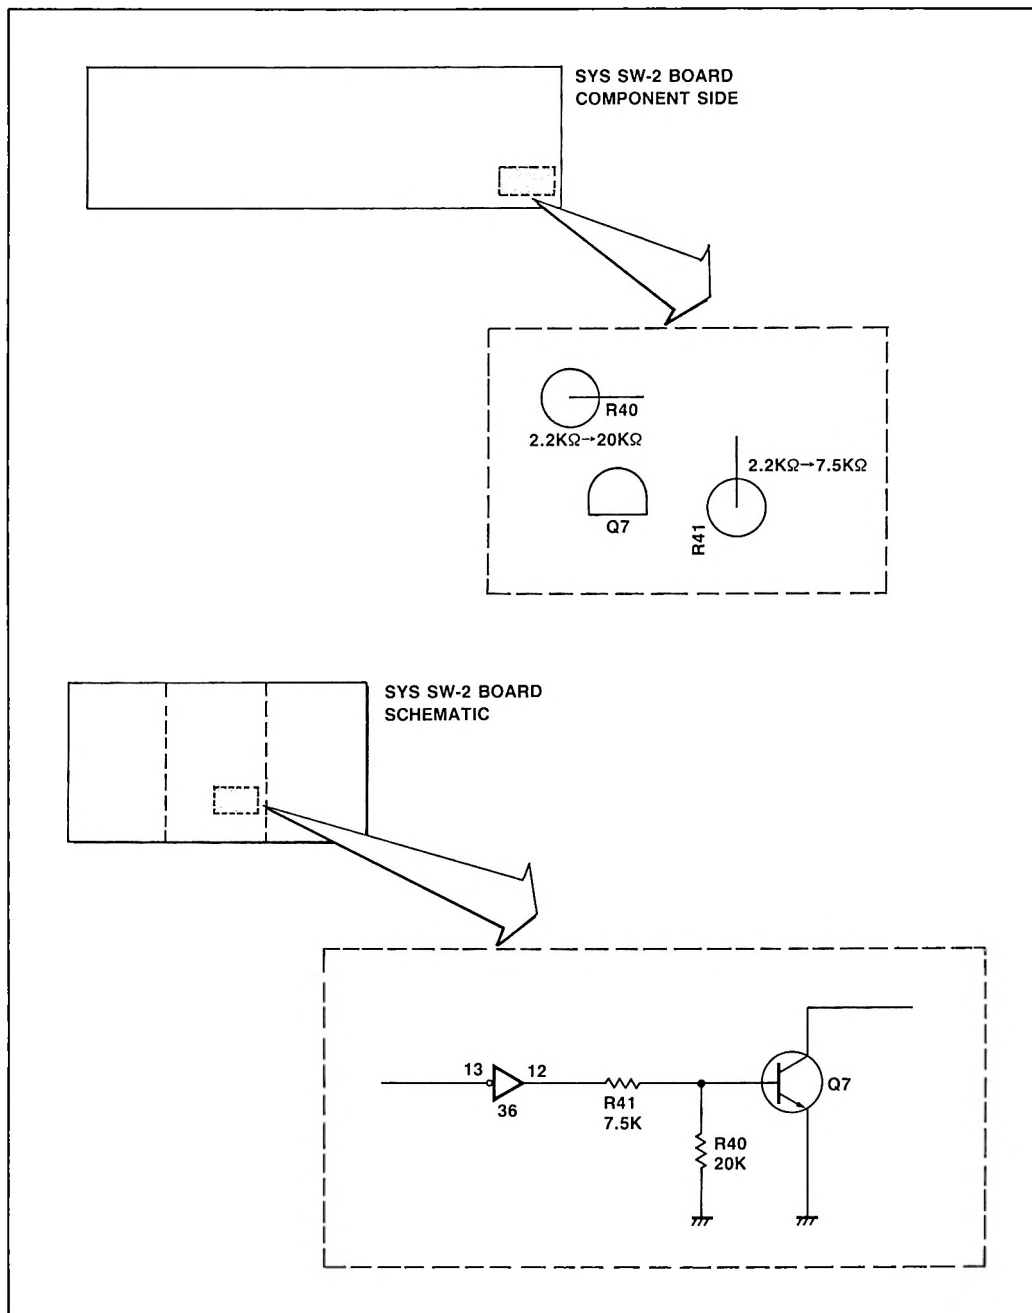 SYS SW-2 BOARD
COMPONENT SIDE
R40
2.2KΩ→20KΩ
2.2KΩ→7.5KΩ
Q7
R41
SYS SW-2 BOARD
SCHEMATIC
13
12
36
R41
7.5K
Q7
R40
20K